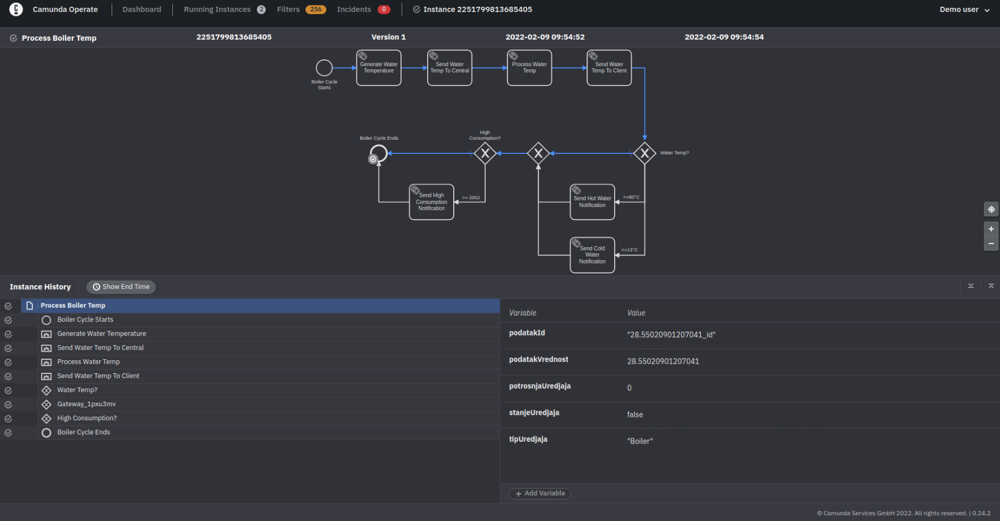 Camunda Operate
Dashboard
Running Instances 2
Filters 256
Incidents 0
Instance 2251799813685405
Demo user
Process Boiler Temp
2251799813685405
Version 1
2022-02-09 09:54:52
2022-02-09 09:54:54
Boiler Cycle
Starts
Generate Water
Temperature
Send Water
Temp To Central
Process Water
Temp
Send Water
Temp To Client
Boiler Cycle Ends
High
Consumption?
Water Temp?
Send High
Consumption
Notification
>= 200J
Send Hot Water
Notification
>=80°C
Send Cold
Water
Notification
<=13°C
Instance History
Show End Time
Process Boiler Temp
Boiler Cycle Starts
Generate Water Temperature
Send Water Temp To Central
Process Water Temp
Send Water Temp To Client
Water Temp?
Gateway_1pxu3mv
High Consumption?
Boiler Cycle Ends
Variable Value
podatakId "28.55020901207041_id"
podatakVrednost 28.55020901207041
potrosnjaUredjaja 0
stanjeUredjaja false
tipUredjaja "Boiler"
+ Add Variable
© Camunda Services GmbH 2022. All rights reserved. | 0.24.2